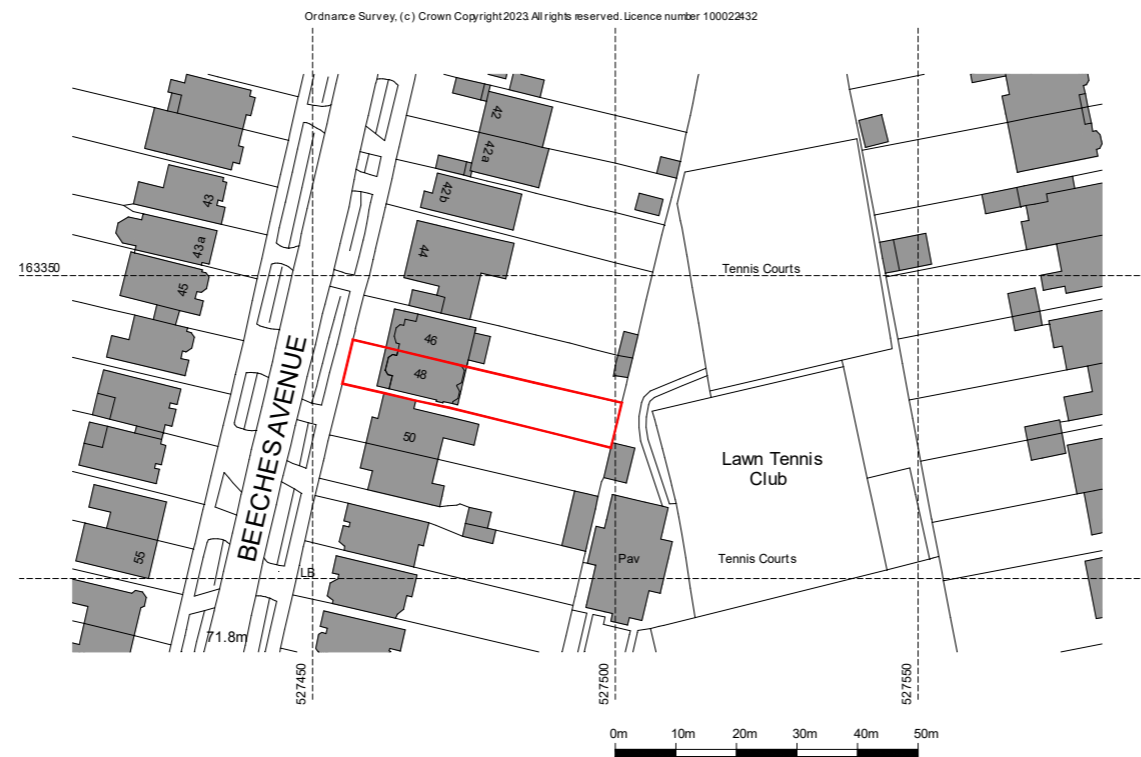 Ordnance Survey, (c) Crown Copyright 2023. All rights reserved. Licence number 100022432
42
42a
42b
43
43a
44
45
163350
Tennis Courts
46
48
BEECHES AVENUE
50
Lawn Tennis
Club
55
Pav
Tennis Courts
LB
71.8m
527450
527500
527550
0m 10m 20m 30m 40m 50m